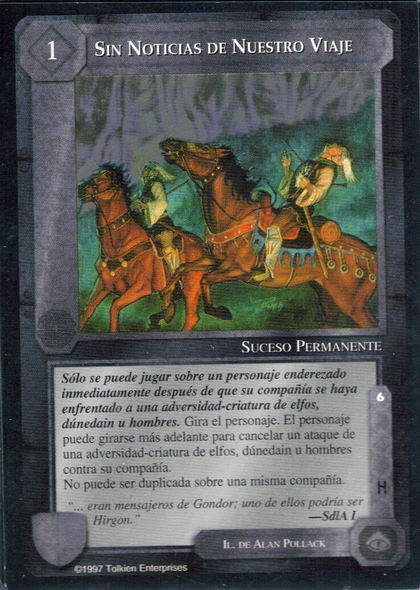 1
SIN NOTICIAS DE NUESTRO VIAJE
SUCESO PERMANENTE
Sólo se puede jugar sobre un personaje enderezado
inmediatamente después de que su compañía se haya
enfrentado a una adversidad-criatura de elfos,
dúnedain u hombres. Gira el personaje. El personaje
puede girarse más adelante para cancelar un ataque de
una adversidad-criatura de elfos, dúnedain u hombres
contra su compañía.
No puede ser duplicada sobre una misma compañía.
"... eran mensajeros de Gondor; uno de ellos podría ser
Hirgon."
—SdlA I
6
H
IL. DE ALAN POLLACK
©1997 Tolkien Enterprises